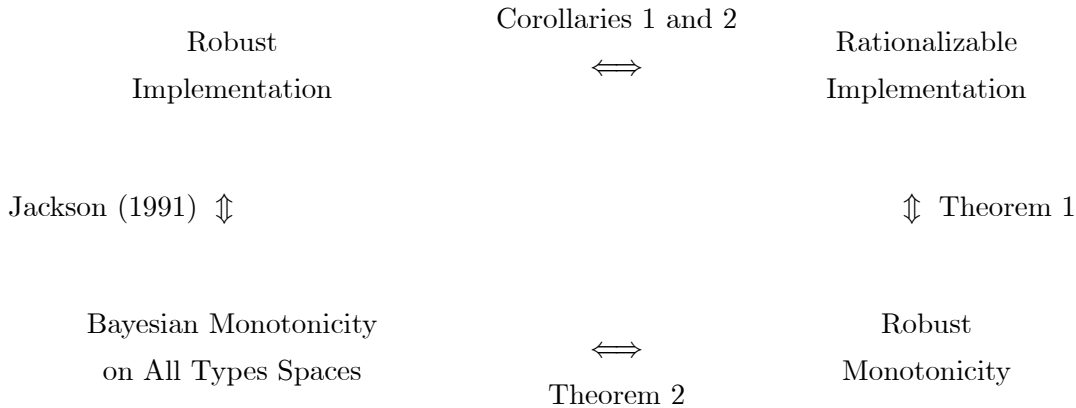 Corollaries 1 and 2
Robust
Implementation
⟺
Rationalizable
Implementation
Jackson (1991) ⇕
⇕ Theorem 1
Bayesian Monotonicity
on All Types Spaces
⟺
Theorem 2
Robust
Monotonicity